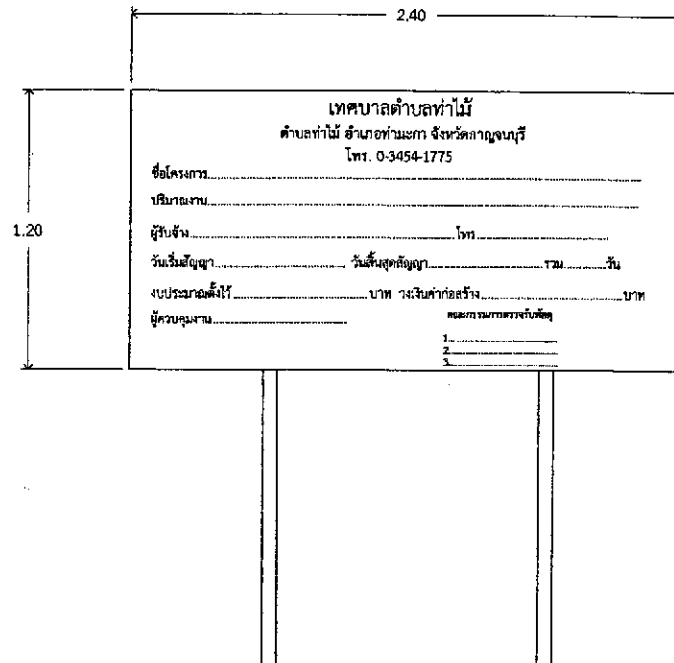 2.40
เทศบาลตำบลท่าไม้
ตำบลท่าไม้ อำเภอท่ามะกา จังหวัดกาญจนบุรี
โทร. 0-3454-1775
ชื่อโครงการ
ปริมาณงาน
1.20
ผู้รับจ้าง โทร
วันเริ่มสัญญา วันสิ้นสุดสัญญา รวม วัน
งบประมาณตั้งไว้ บาท วงเงินค่าก่อสร้าง บาท
ผู้ควบคุมงาน คณะกรรมการตรวจรับพัสดุ
1.
2.
3.